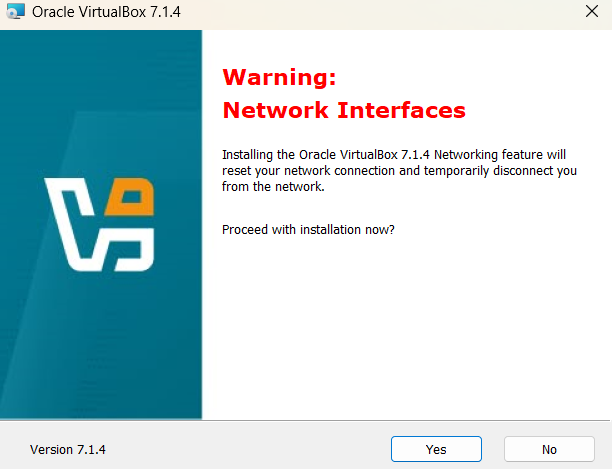 Oracle VirtualBox 7.1.4
Warning:
Network Interfaces
Installing the Oracle VirtualBox 7.1.4 Networking feature will
reset your network connection and temporarily disconnect you
from the network.
Proceed with installation now?
Version 7.1.4
Yes
No